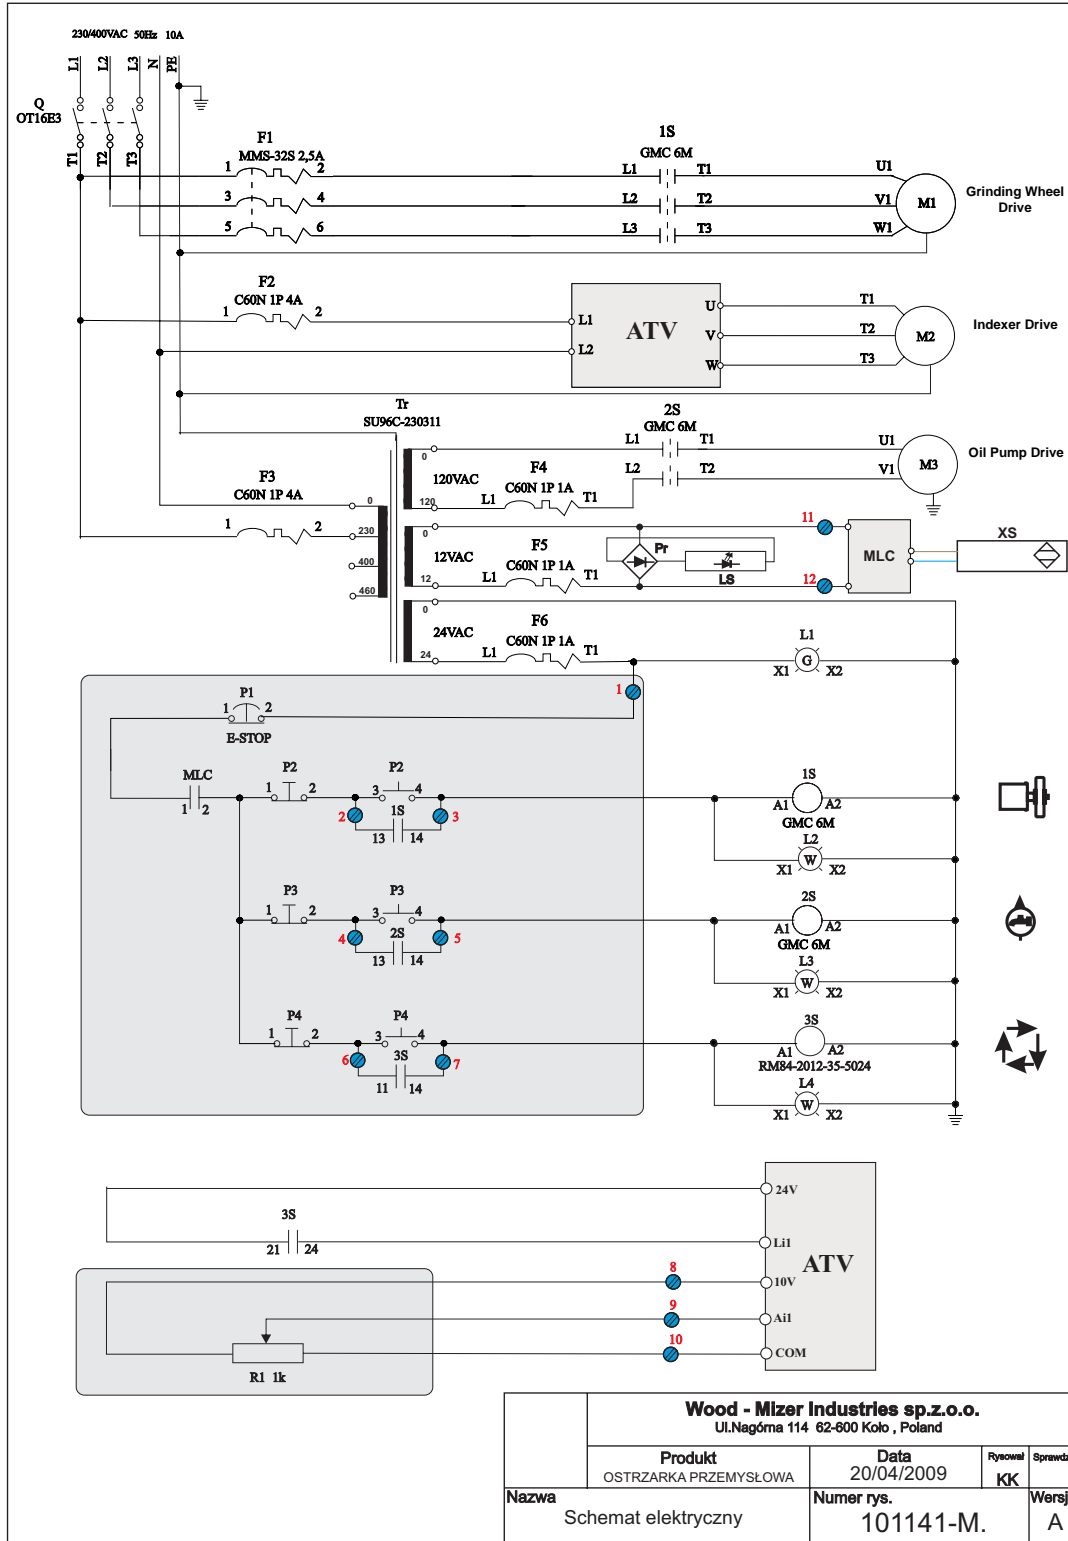 230/400VAC 50Hz 10A
L1 L2 L3 N PE
Q
OT16E3
T1 T2 T3
F1
MMS-32S 2,5A
1 2
3 4
5 6
1S
GMC 6M
L1 T1
L2 T2
L3 T3
U1
V1
W1
M1
Grinding Wheel
Drive
F2
C60N 1P 4A
1 2
L1
L2
ATV
U
V
W
T1
T2
T3
M2
Indexer Drive
Tr
SU96C-230311
F3
C60N 1P 4A
1 2
0
230
400
460
0
120VAC
120
0
12VAC
12
0
24VAC
24
F4
C60N 1P 1A
L1 T1
2S
GMC 6M
L1 T1
L2 T2
U1
V1
M3
Oil Pump Drive
F5
C60N 1P 1A
L1 T1
Pr
LS
11
12
MLC
XS
F6
C60N 1P 1A
L1 T1
L1
G
X1 X2
1
P1
1 2
E-STOP
MLC
1 2
P2
1 2
P2
3 4
2 1S 3
13 14
1S
A1 A2
GMC 6M
L2
W
X1 X2
P3
1 2
P3
3 4
4 2S 5
13 14
2S
A1 A2
GMC 6M
L3
W
X1 X2
P4
1 2
P4
3 4
6 3S 7
11 14
3S
A1 A2
RM84-2012-35-5024
L4
W
X1 X2
3S
21 24
24V
Li1
ATV
8
10V
9
Ai1
10
COM
R1 1k
Wood - Mizer Industries sp.z.o.o.
Ul.Nagórna 114 62-600 Koło , Poland
Produkt
OSTRZARKA PRZEMYSŁOWA
Data
20/04/2009
Rysował
KK
Sprawdz
Nazwa
Schemat elektryczny
Numer rys.
101141-M.
Wersj
A